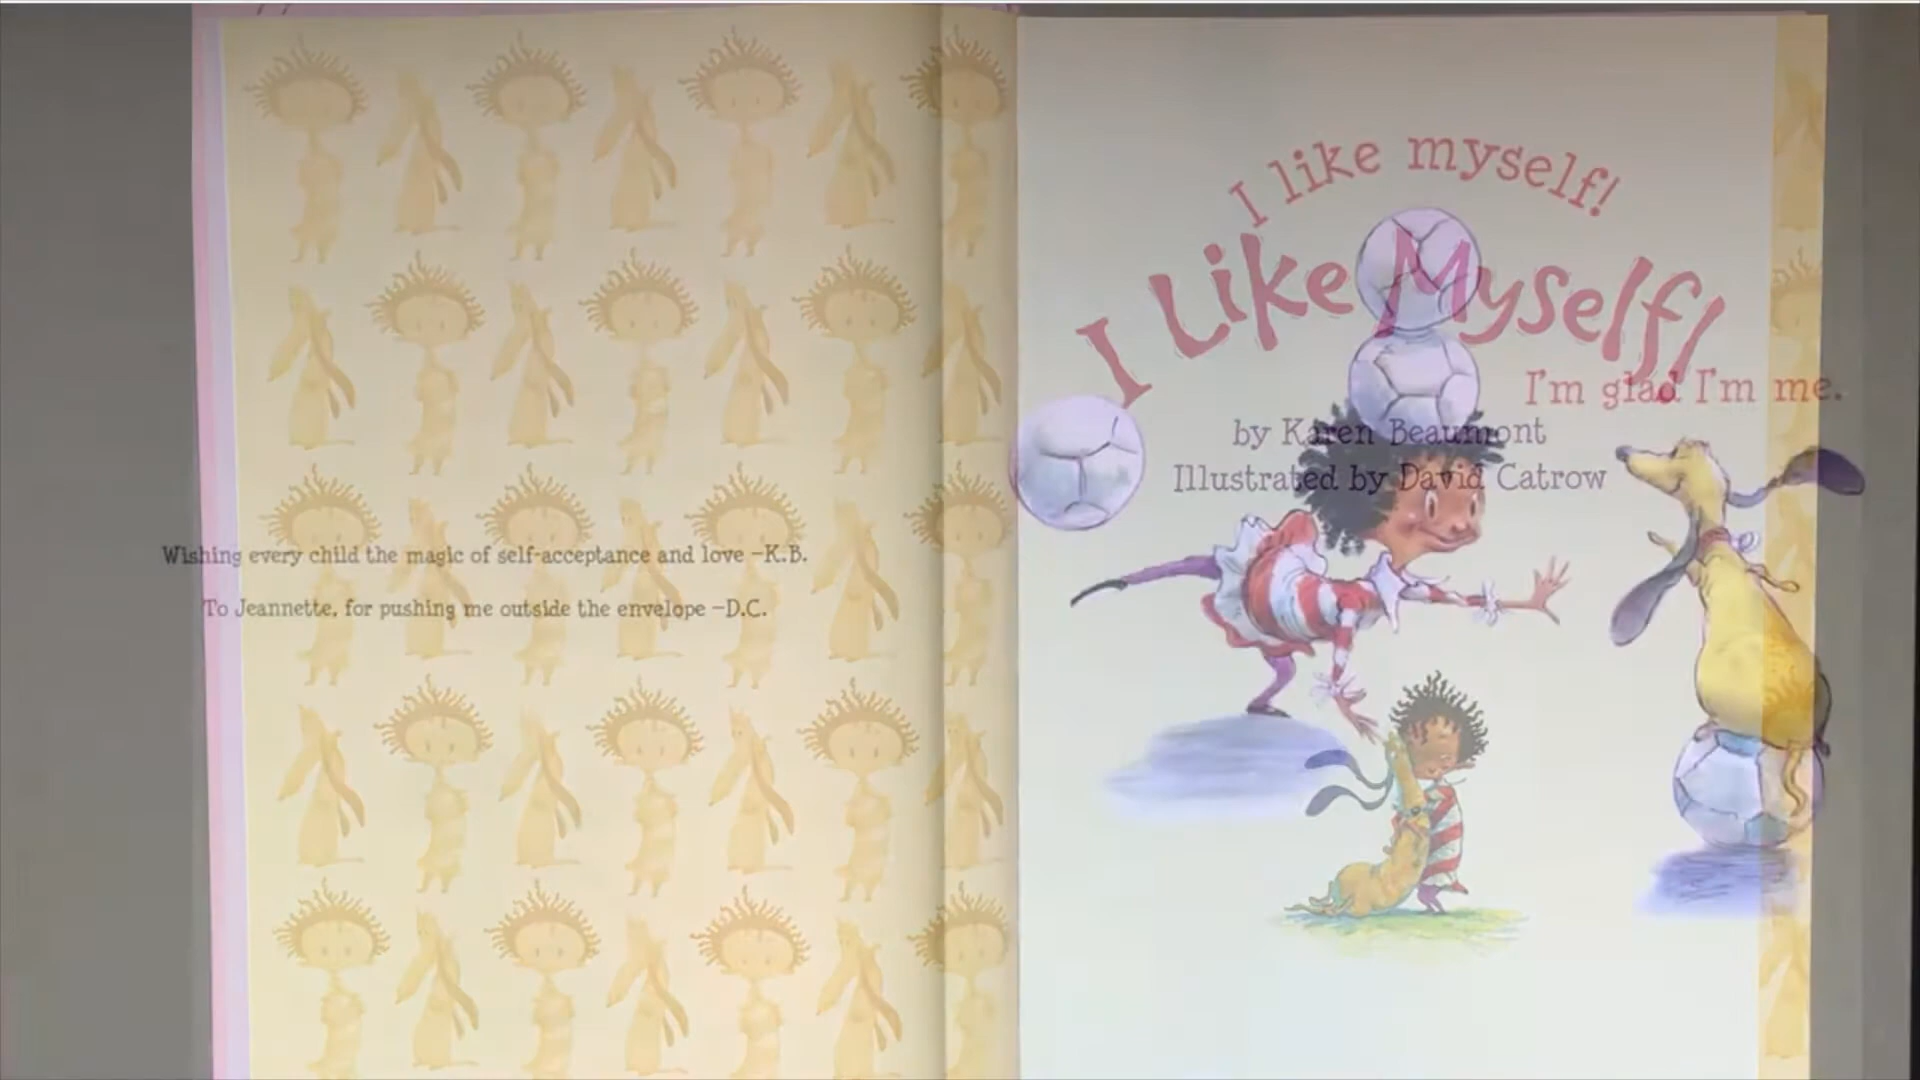 Wishing every child the magic of self-acceptance and love –K.B.
To Jeannette, for pushing me outside the envelope –D.C.
I like myself!
I Like Myself!
I'm glad I'm me.
by Karen Beaumont
Illustrated by David Catrow